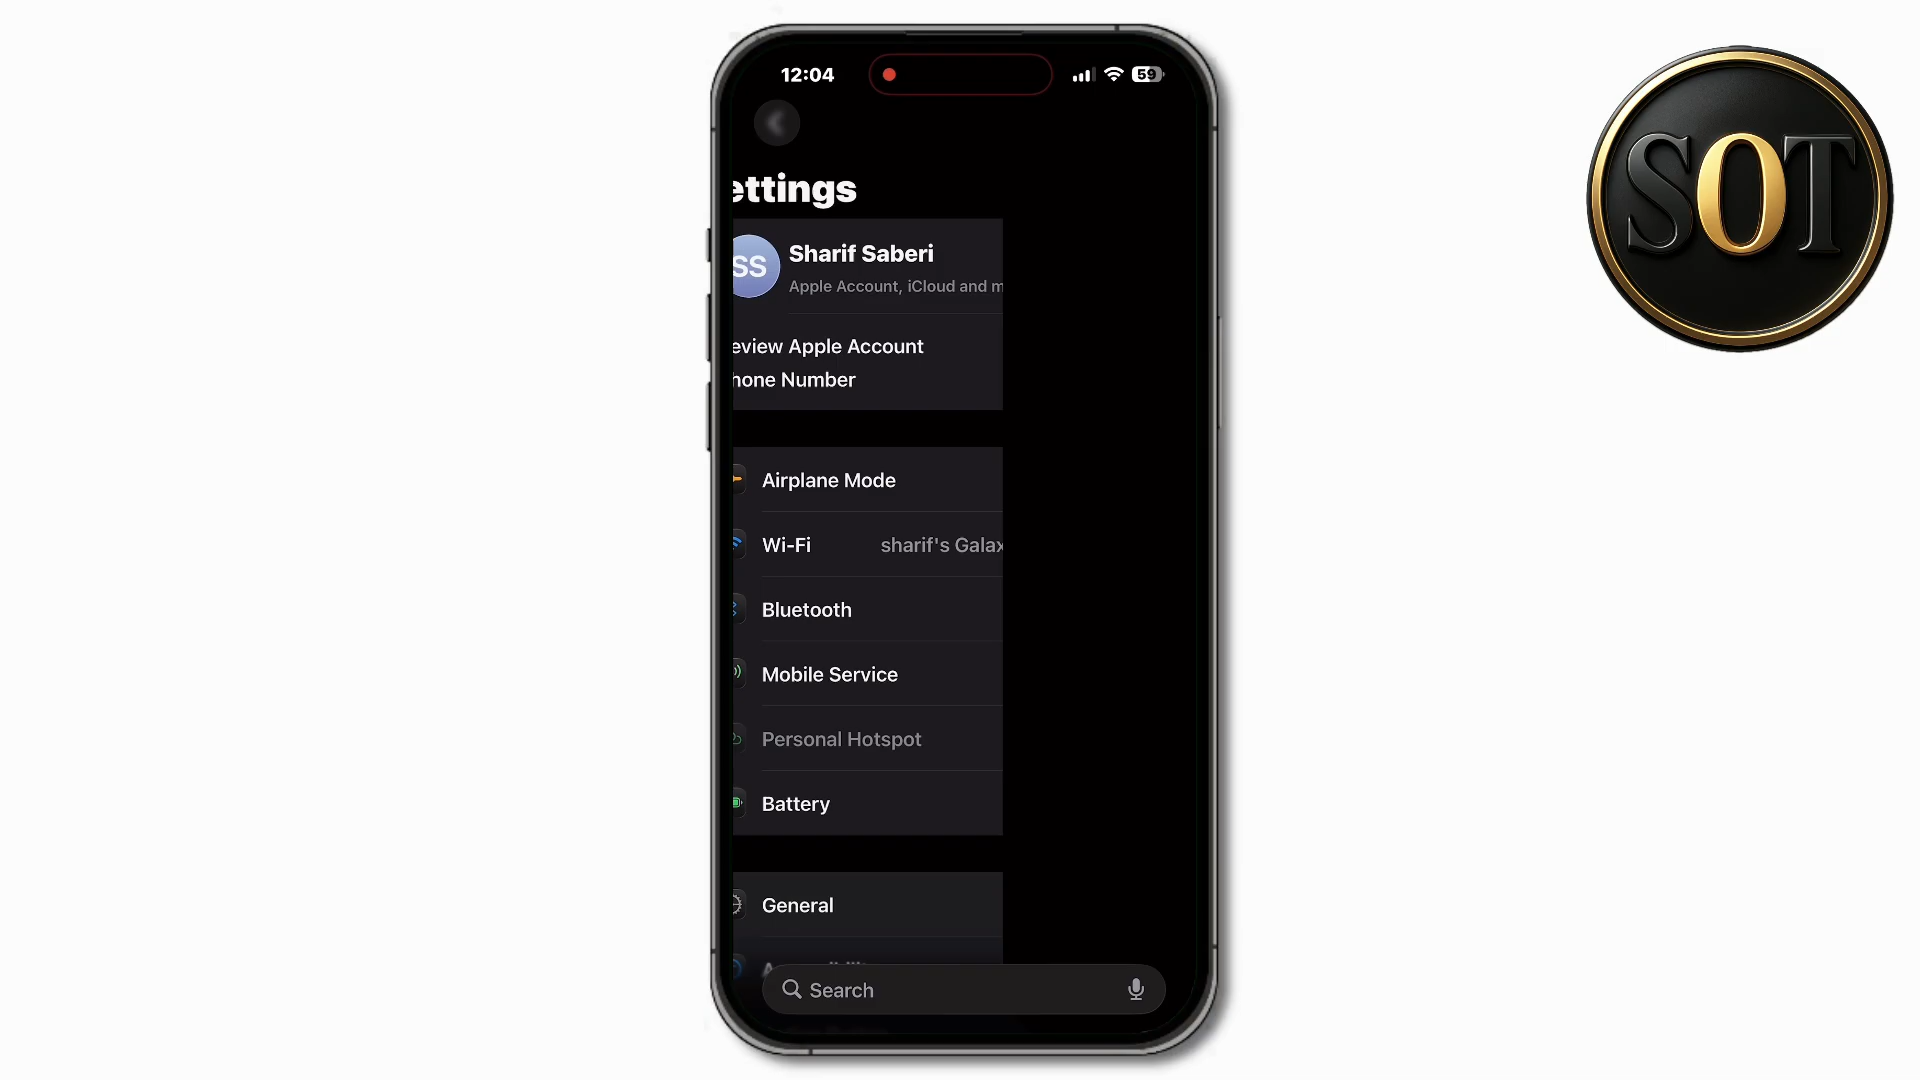 12:04
59
SOT
ettings
SS
Sharif Saberi
Apple Account, iCloud and m
eview Apple Account
hone Number
Airplane Mode
Wi-Fi sharif's Galax
Bluetooth
Mobile Service
Personal Hotspot
Battery
General
Search